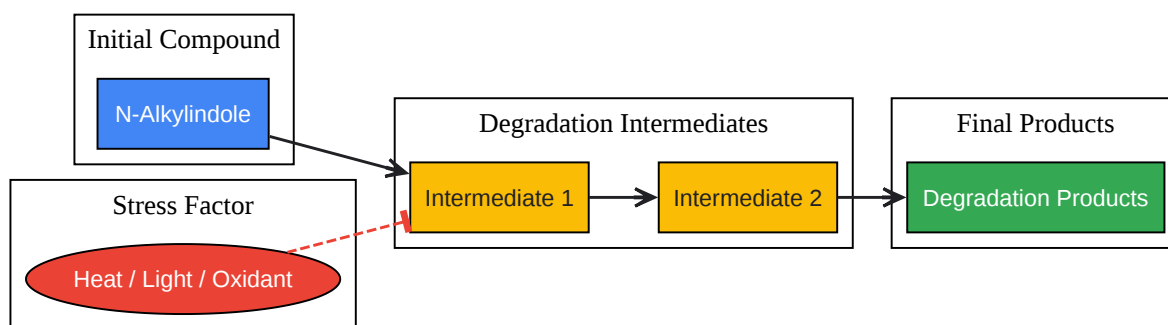 Initial Compound
N-Alkylindole
Stress Factor
Heat / Light / Oxidant
Degradation Intermediates
Intermediate 1
Intermediate 2
Final Products
Degradation Products